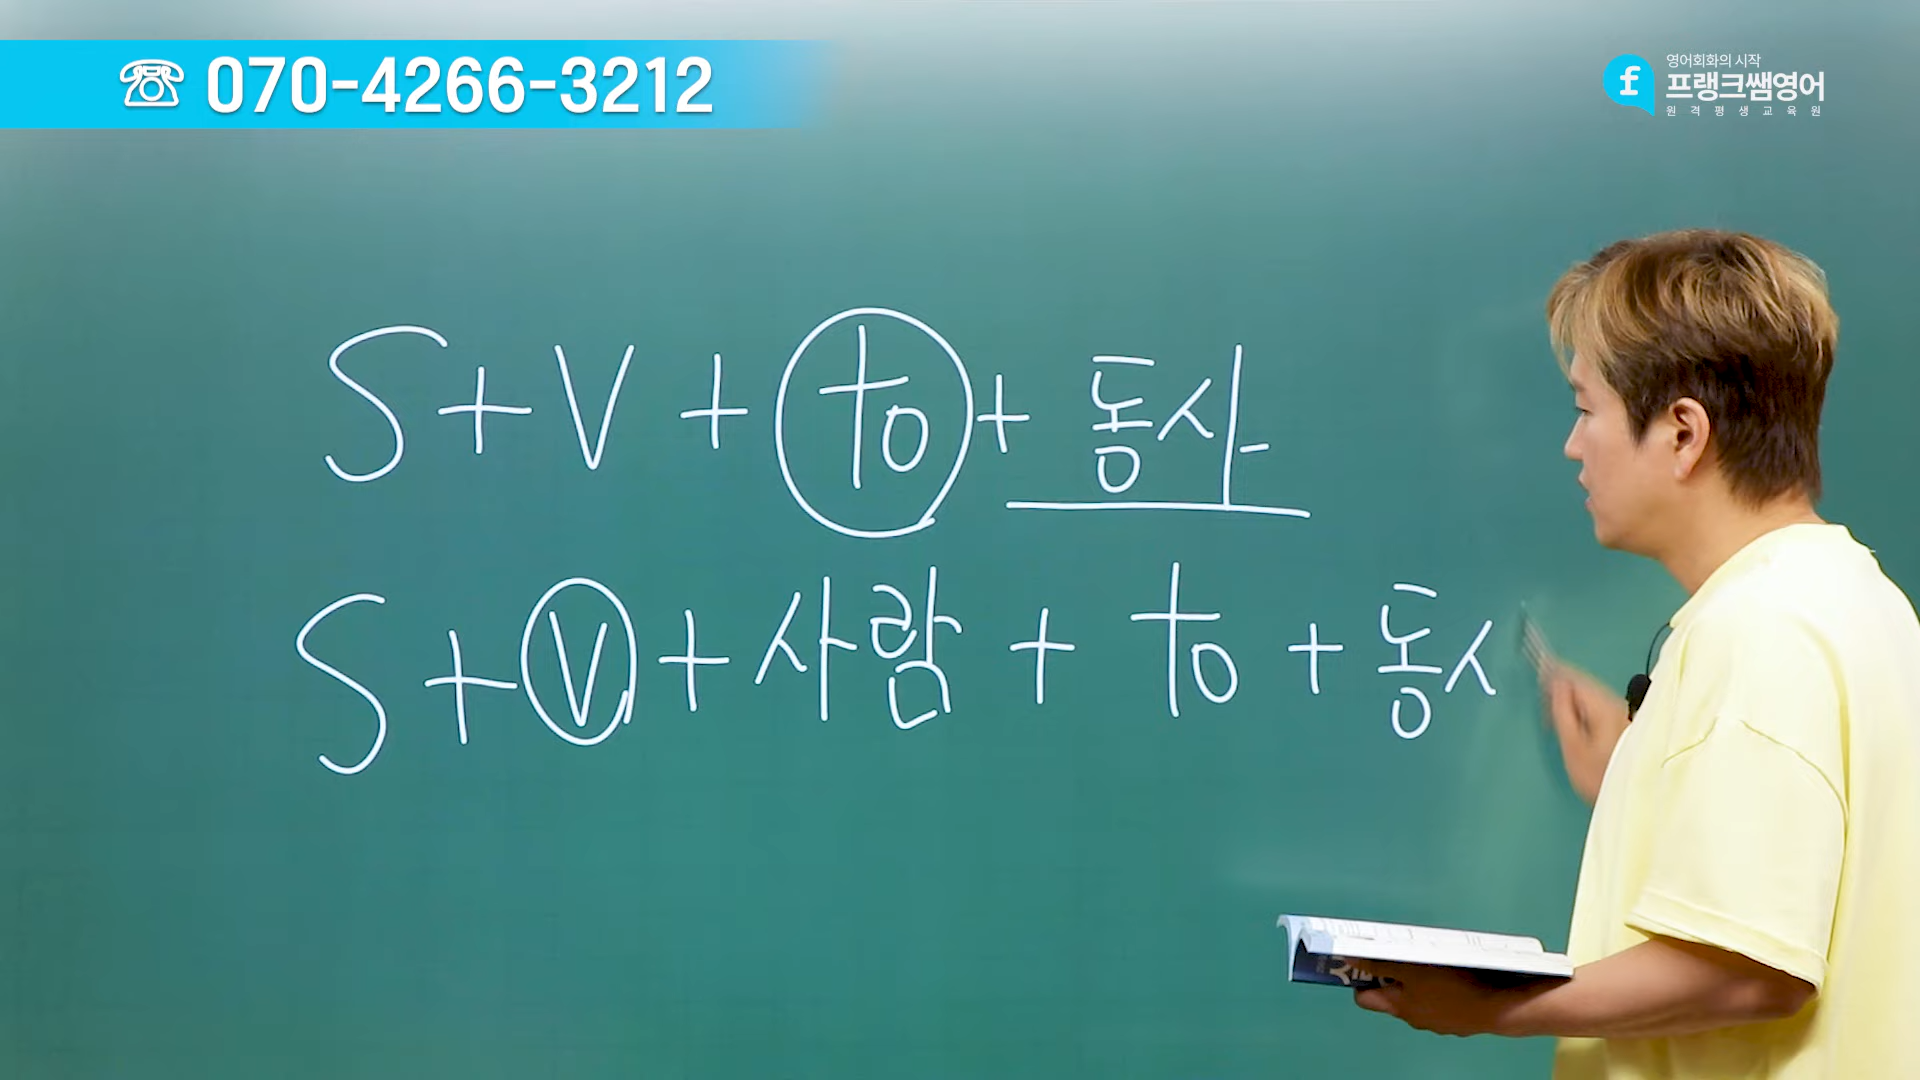 ☏ 070-4266-3212
영어회화의 시작
프랭크쌤영어
원격평생교육원
S+V+to+동사
S+V+사람+to+동시